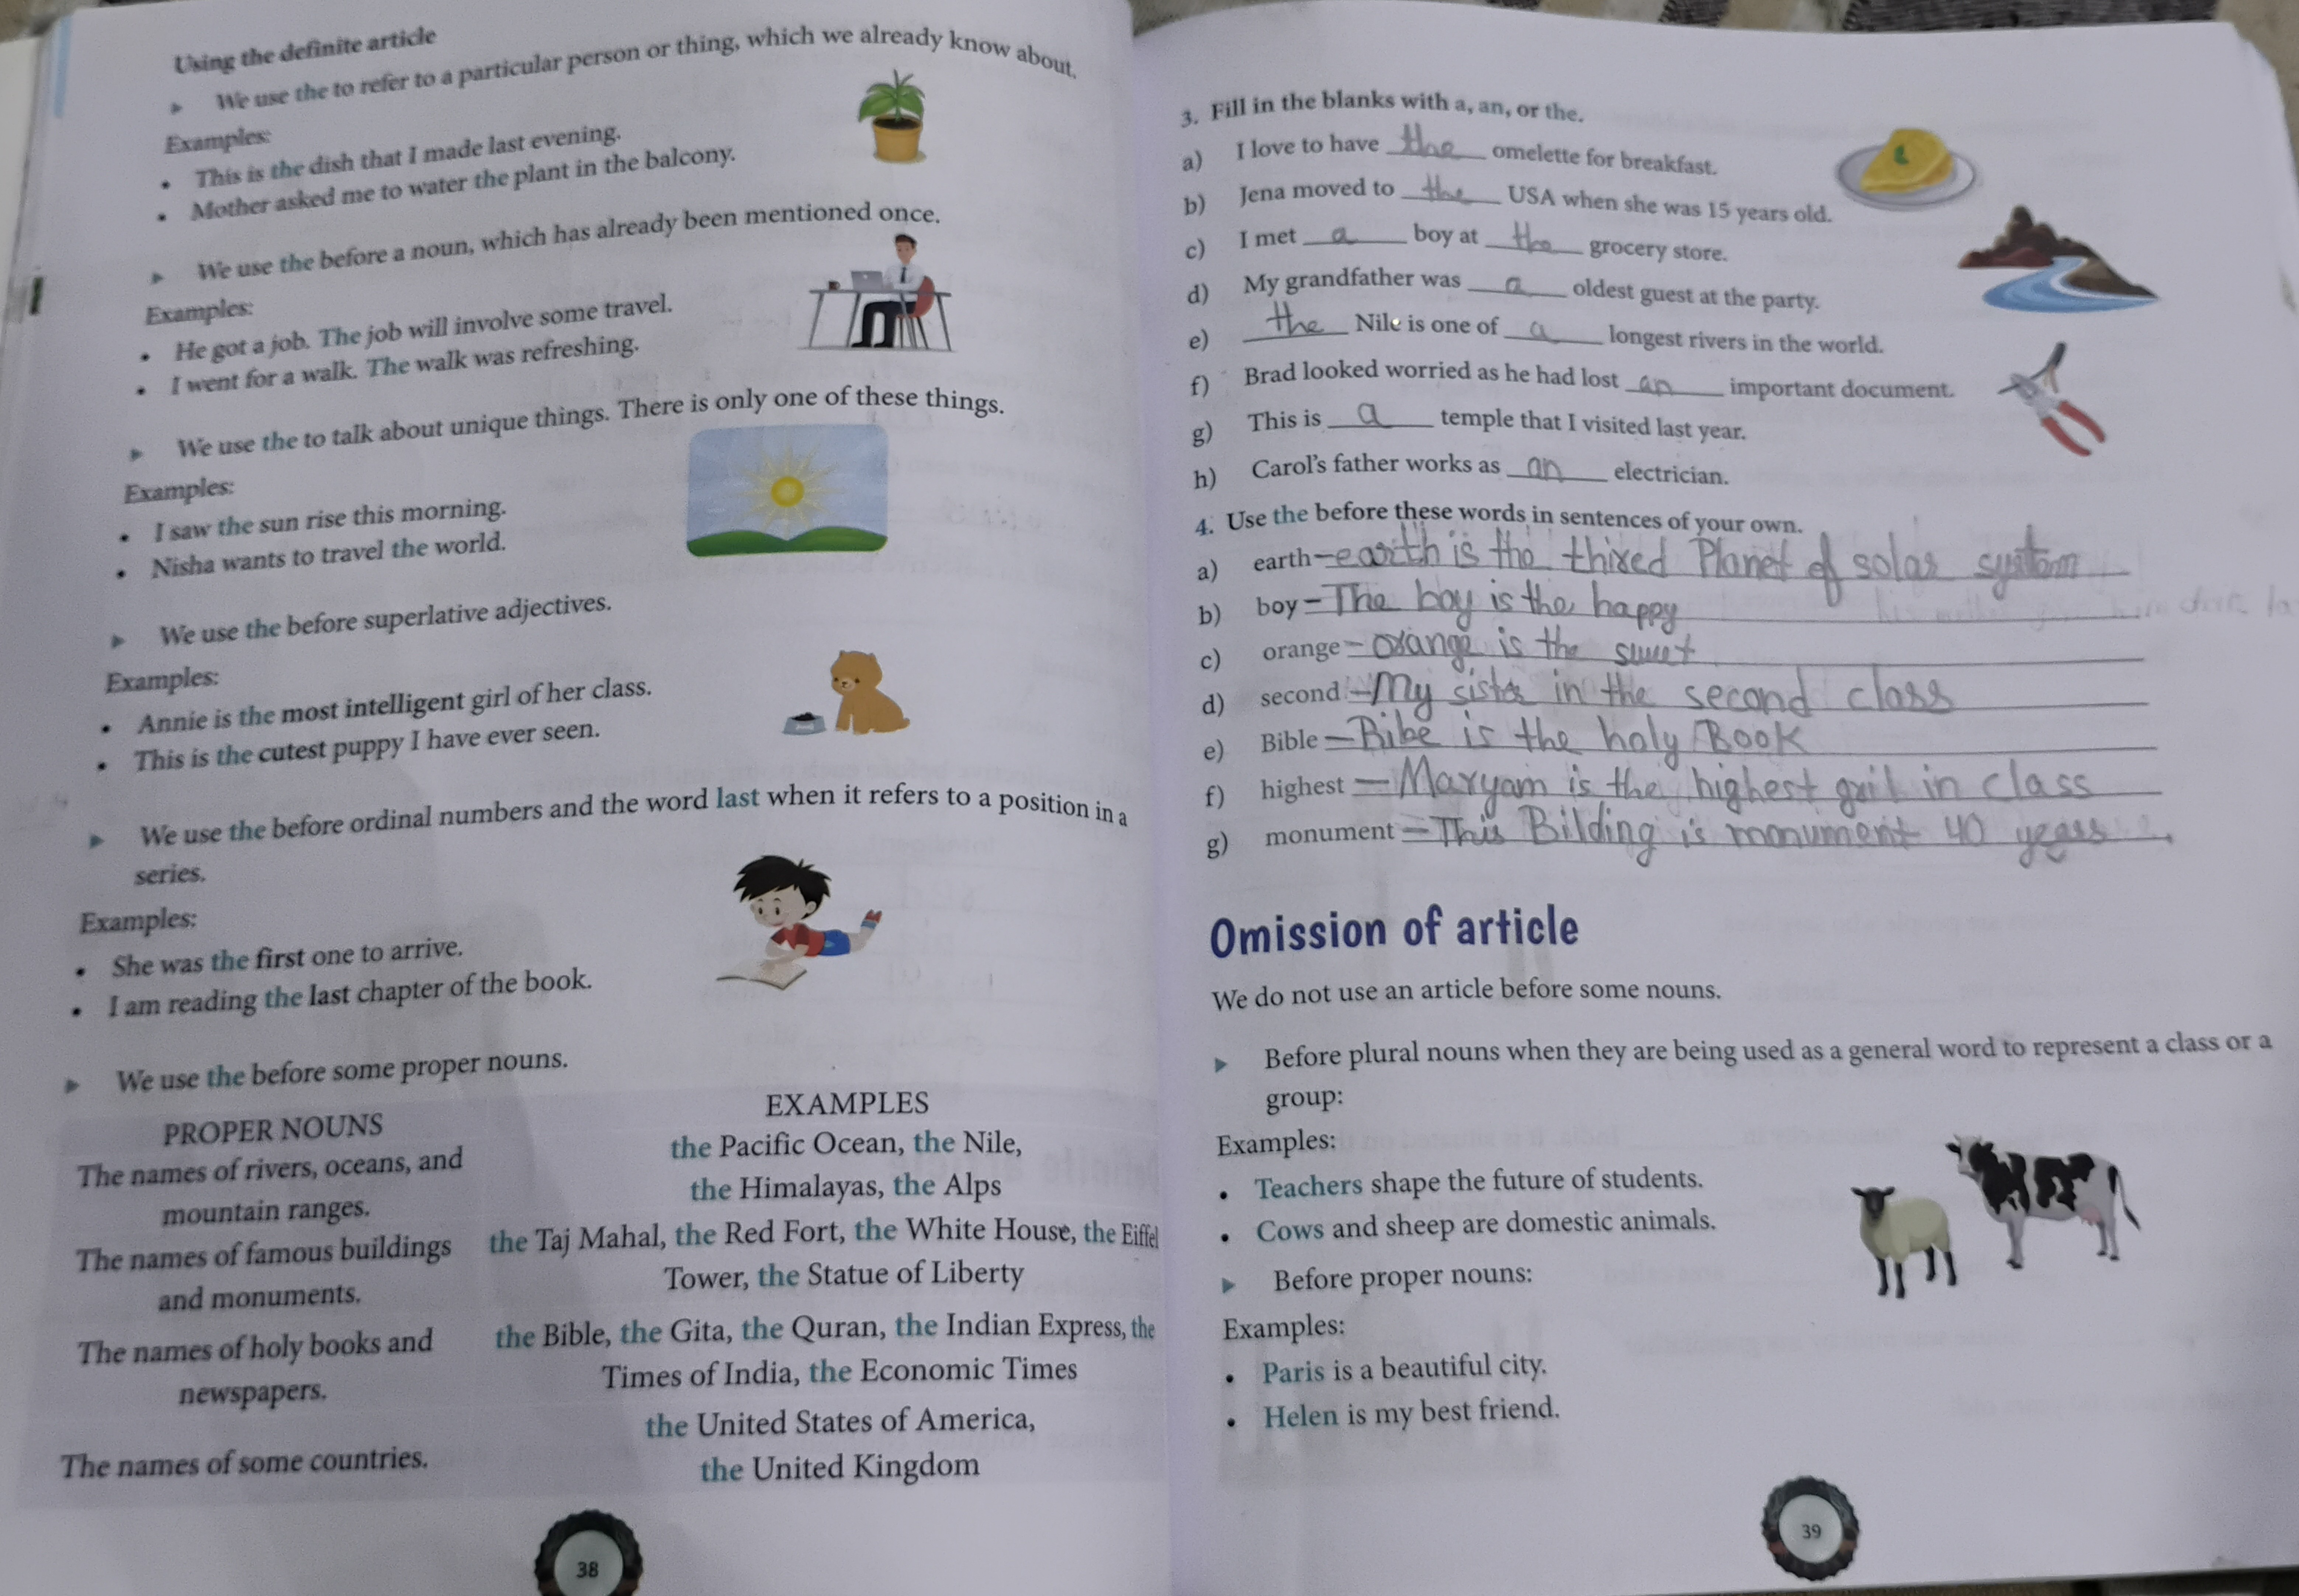 Using the definite article
We use the to refer to a particular person or thing, which we already know about.
Examples:
• This is the dish that I made last evening.
• Mother asked me to water the plant in the balcony.
We use the before a noun, which has already been mentioned once.
Examples:
• He got a job. The job will involve some travel.
• I went for a walk. The walk was refreshing.
We use the to talk about unique things. There is only one of these things.
Examples:
• I saw the sun rise this morning.
• Nisha wants to travel the world.
We use the before superlative adjectives.
Examples:
• Annie is the most intelligent girl of her class.
• This is the cutest puppy I have ever seen.
We use the before ordinal numbers and the word last when it refers to a position in a
series.
Examples:
• She was the first one to arrive.
• I am reading the last chapter of the book.
We use the before some proper nouns.
PROPER NOUNS EXAMPLES
The names of rivers, oceans, and
mountain ranges.
the Pacific Ocean, the Nile,
the Himalayas, the Alps
The names of famous buildings
and monuments.
the Taj Mahal, the Red Fort, the White House, the Eiffel
Tower, the Statue of Liberty
The names of holy books and
newspapers.
the Bible, the Gita, the Quran, the Indian Express, the
Times of India, the Economic Times
The names of some countries.
the United States of America,
the United Kingdom
38
3. Fill in the blanks with a, an, or the.
a) I love to have the omelette for breakfast.
b) Jena moved to the USA when she was 15 years old.
c) I met a boy at the grocery store.
d) My grandfather was a oldest guest at the party.
e) the Nile is one of a longest rivers in the world.
f) Brad looked worried as he had lost an important document.
g) This is a temple that I visited last year.
h) Carol's father works as an electrician.
4. Use the before these words in sentences of your own.
a) earth – earth is the thired Planet of solar system
b) boy – The boy is the happy
c) orange – orange is the sweet
d) second – My sister in the second class
e) Bible – Bibe is the holy Book
f) highest – Maryam is the highest gril in class
g) monument – This Bilding is monument 40 years
Omission of article
We do not use an article before some nouns.
Before plural nouns when they are being used as a general word to represent a class or a
group:
Examples:
• Teachers shape the future of students.
• Cows and sheep are domestic animals.
Before proper nouns:
Examples:
• Paris is a beautiful city.
• Helen is my best friend.
39